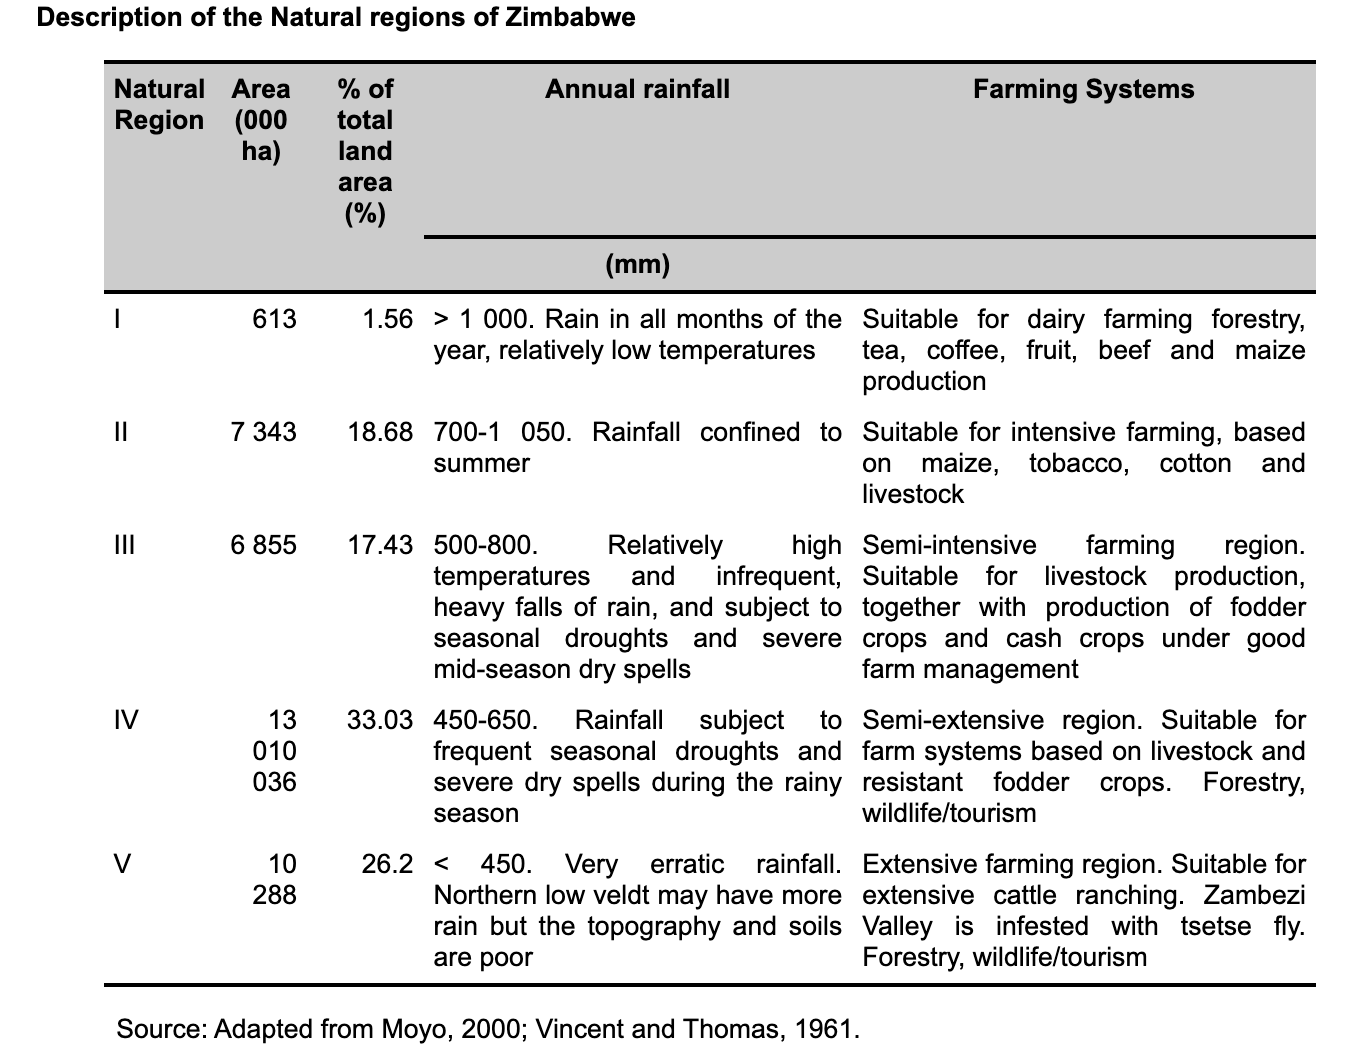 Description of the Natural regions of Zimbabwe
Natural Region
Area (000 ha)
% of total land area (%)
Annual rainfall
Farming Systems
(mm)
I
613
1.56
> 1 000. Rain in all months of the
year, relatively low temperatures
Suitable for dairy farming forestry,
tea, coffee, fruit, beef and maize
production
II
7 343
18.68
700-1 050. Rainfall confined to
summer
Suitable for intensive farming, based
on maize, tobacco, cotton and
livestock
III
6 855
17.43
500-800. Relatively high
temperatures and infrequent,
heavy falls of rain, and subject to
seasonal droughts and severe
mid-season dry spells
Semi-intensive farming region.
Suitable for livestock production,
together with production of fodder
crops and cash crops under good
farm management
IV
13
010
036
33.03
450-650. Rainfall subject to
frequent seasonal droughts and
severe dry spells during the rainy
season
Semi-extensive region. Suitable for
farm systems based on livestock and
resistant fodder crops. Forestry,
wildlife/tourism
V
10
288
26.2
< 450. Very erratic rainfall.
Northern low veldt may have more
rain but the topography and soils
are poor
Extensive farming region. Suitable for
extensive cattle ranching. Zambezi
Valley is infested with tsetse fly.
Forestry, wildlife/tourism
Source: Adapted from Moyo, 2000; Vincent and Thomas, 1961.